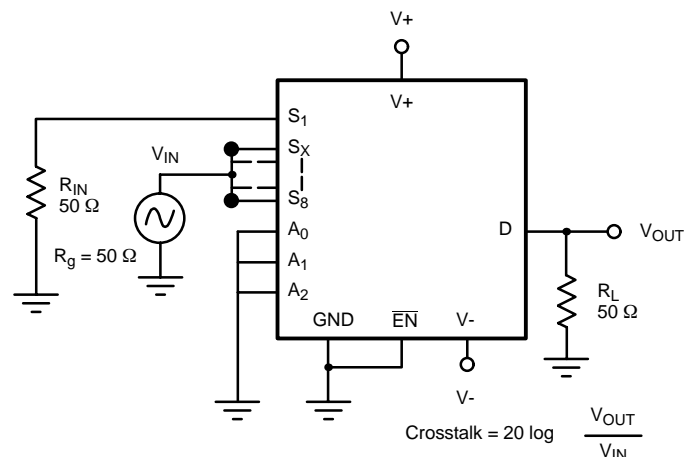 V+
V+
S1
VIN
SX
RIN
50 Ω
S8
A0
D
VOUT
Rg = 50 Ω
A1
A2
RL
50 Ω
GND
EN
V-
V-
Crosstalk = 20 log VOUT
VIN